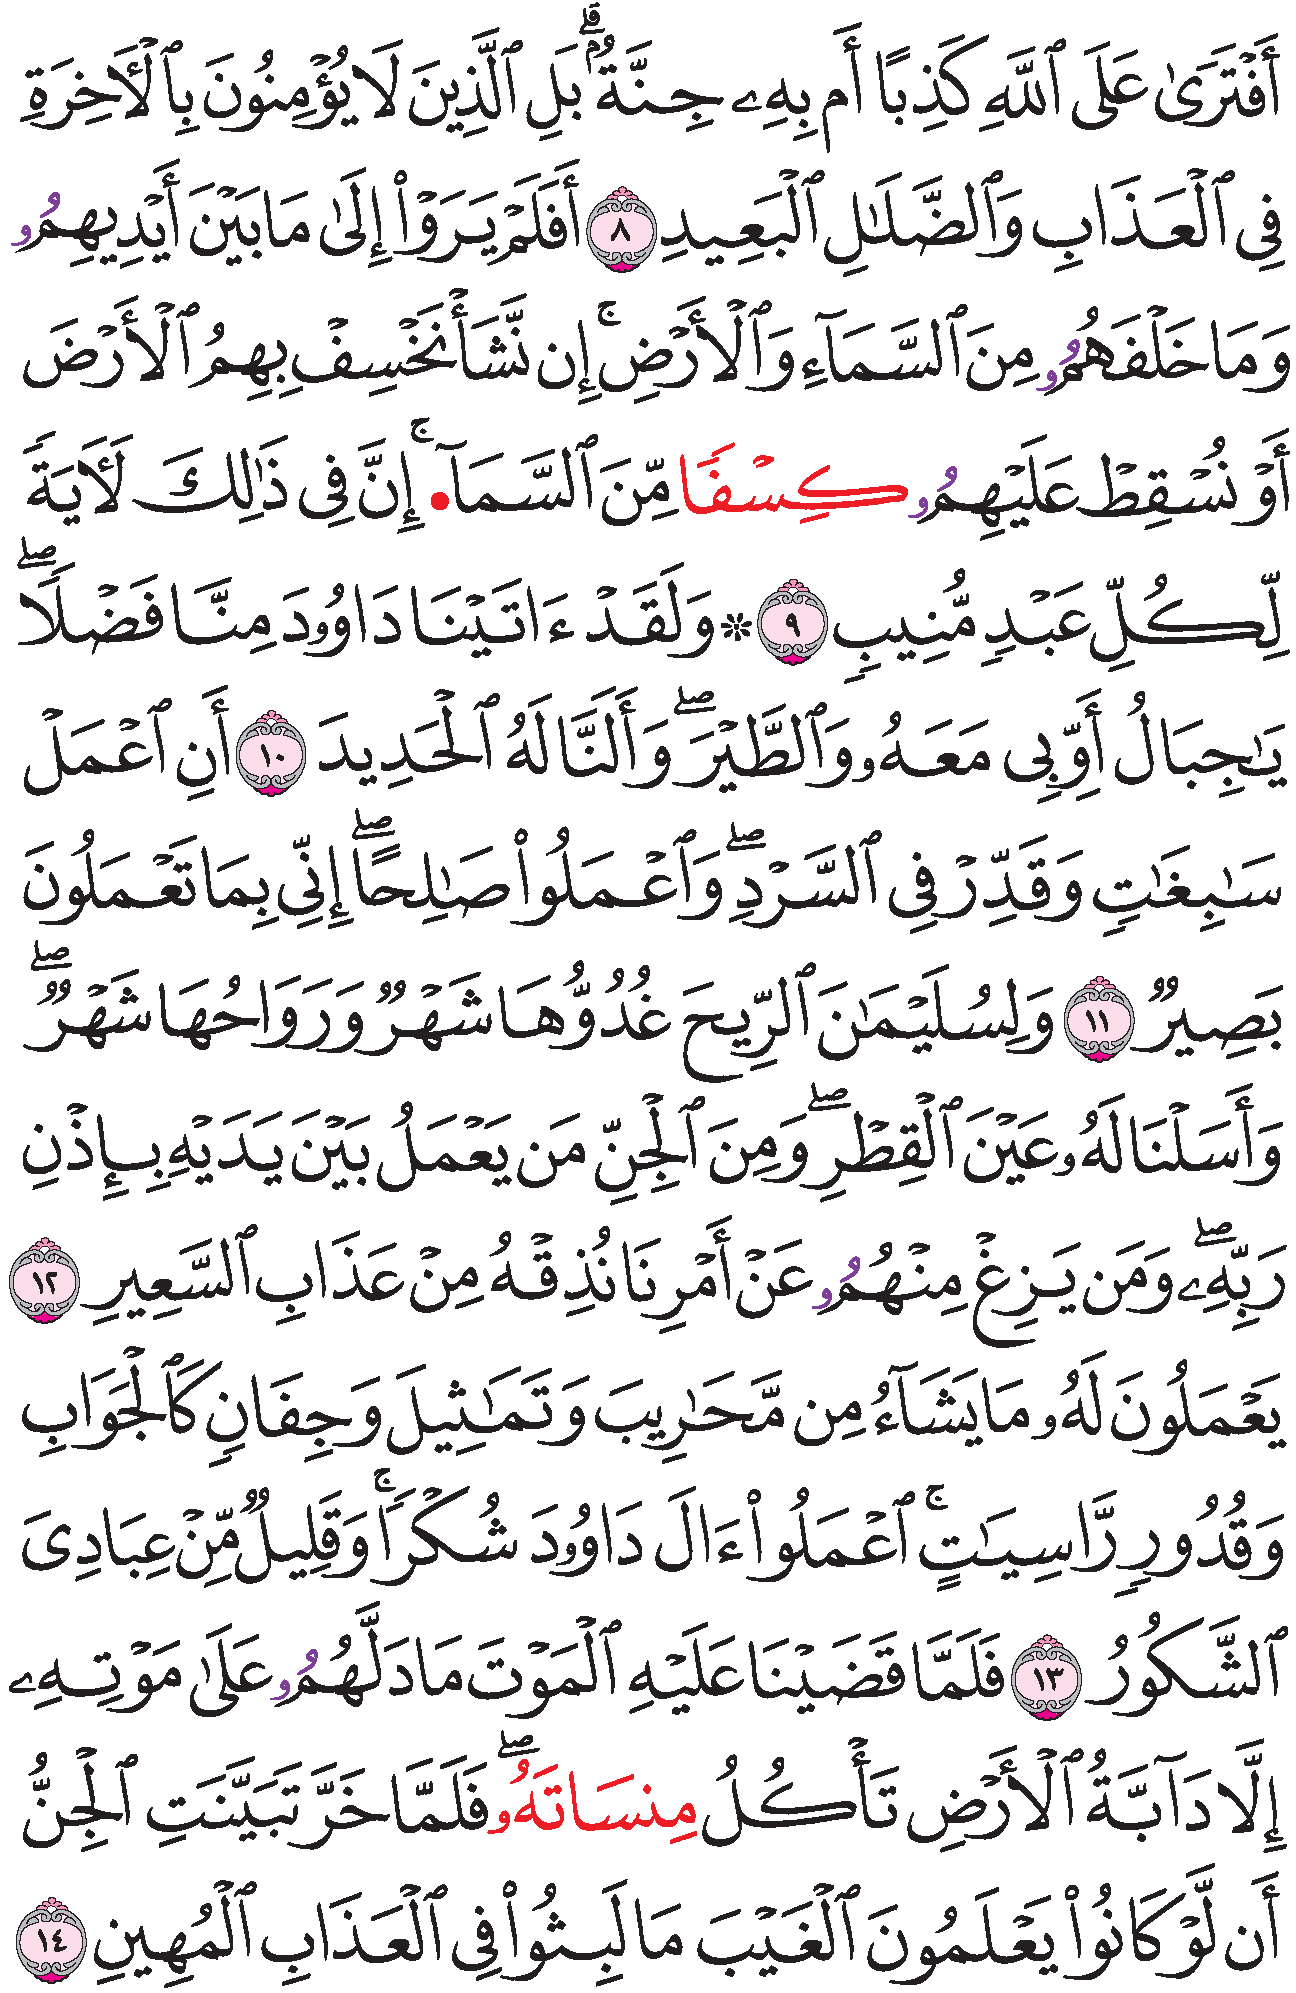 أَفْتَرَىٰ عَلَى ٱللَّهِ كَذِبًا أَم بِهِۦ جِنَّةُۢ ۗ بَلِ ٱلَّذِينَ لَا يُؤْمِنُونَ بِٱلْأَخِرَةِ
فِى ٱلْعَذَابِ وَٱلضَّلَٰلِ ٱلْبَعِيدِ ٨ أَفَلَمْ يَرَوْا۟ إِلَىٰ مَا بَيْنَ أَيْدِيهِمُۥ
وَمَا خَلْفَهُمُۥ مِنَ ٱلسَّمَآءِ وَٱلْأَرْضِ ۚ إِن نَّشَأْ نَخْسِفْ بِهِمُ ٱلْأَرْضَ
أَوْ نُسْقِطْ عَلَيْهِمُۥ كِسْفًا مِّنَ ٱلسَّمَآ• ۚ إِنَّ فِى ذَٰلِكَ لَأَيَةً
لِّكُلِّ عَبْدٍ مُّنِيبٍ ٩ ۞ وَلَقَدْ ءَاتَيْنَا دَاوُۥدَ مِنَّا فَضْلًا ۖ
يَٰجِبَالُ أَوِّبِى مَعَهُۥ وَٱلطَّيْرَ ۖ وَأَلَنَّا لَهُ ٱلْحَدِيدَ ١٠ أَنِ ٱعْمَلْ
سَٰبِغَٰتٍ وَقَدِّرْ فِى ٱلسَّرْدِ ۖ وَٱعْمَلُوا۟ صَٰلِحًا ۖ إِنِّى بِمَا تَعْمَلُونَ
بَصِيرٌ ١١ وَلِسُلَيْمَٰنَ ٱلرِّيحَ غُدُوُّهَا شَهْرٌ وَرَوَاحُهَا شَهْرٌ ۖ
وَأَسَلْنَا لَهُۥ عَيْنَ ٱلْقِطْرِ ۖ وَمِنَ ٱلْجِنِّ مَن يَعْمَلُ بَيْنَ يَدَيْهِ بِإِذْنِ
رَبِّهِۦ ۖ وَمَن يَزِغْ مِنْهُمُۥ عَنْ أَمْرِنَا نُذِقْهُ مِنْ عَذَابِ ٱلسَّعِيرِ ١٢
يَعْمَلُونَ لَهُۥ مَا يَشَآءُ مِن مَّحَٰرِيبَ وَتَمَٰثِيلَ وَجِفَانٍ كَٱلْجَوَابِ
وَقُدُورٍ رَّاسِيَٰتٍ ۚ ٱعْمَلُوا۟ ءَالَ دَاوُۥدَ شُكْرًا ۚ وَقَلِيلٌ مِّنْ عِبَادِىَ
ٱلشَّكُورُ ١٣ فَلَمَّا قَضَيْنَا عَلَيْهِ ٱلْمَوْتَ مَا دَلَّهُمُۥ عَلَىٰ مَوْتِهِۦ
إِلَّا دَآبَّةُ ٱلْأَرْضِ تَأْكُلُ مِنسَاتَهُۥ ۖ فَلَمَّا خَرَّ تَبَيَّنَتِ ٱلْجِنُّ
أَن لَّوْ كَانُوا۟ يَعْلَمُونَ ٱلْغَيْبَ مَا لَبِثُوا۟ فِى ٱلْعَذَابِ ٱلْمُهِينِ ١٤